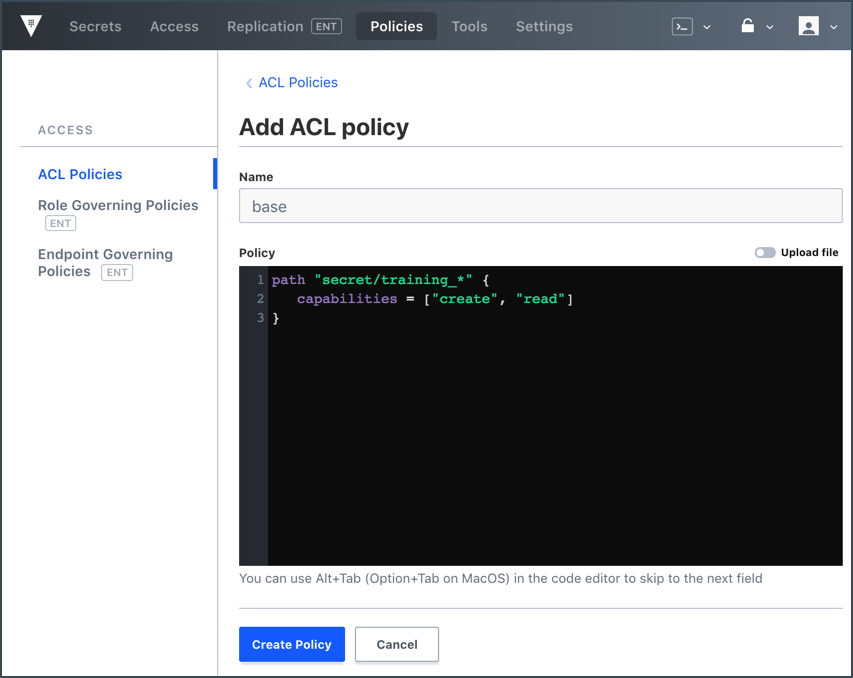 Secrets Access Replication ENT Policies Tools Settings
ACL Policies
ACCESS
Add ACL policy
ACL Policies
Role Governing Policies
ENT
Endpoint Governing
Policies ENT
Name
base
Policy Upload file
1 path "secret/training_*" {
2    capabilities = ["create", "read"]
3 }
You can use Alt+Tab (Option+Tab on MacOS) in the code editor to skip to the next field
Create Policy Cancel